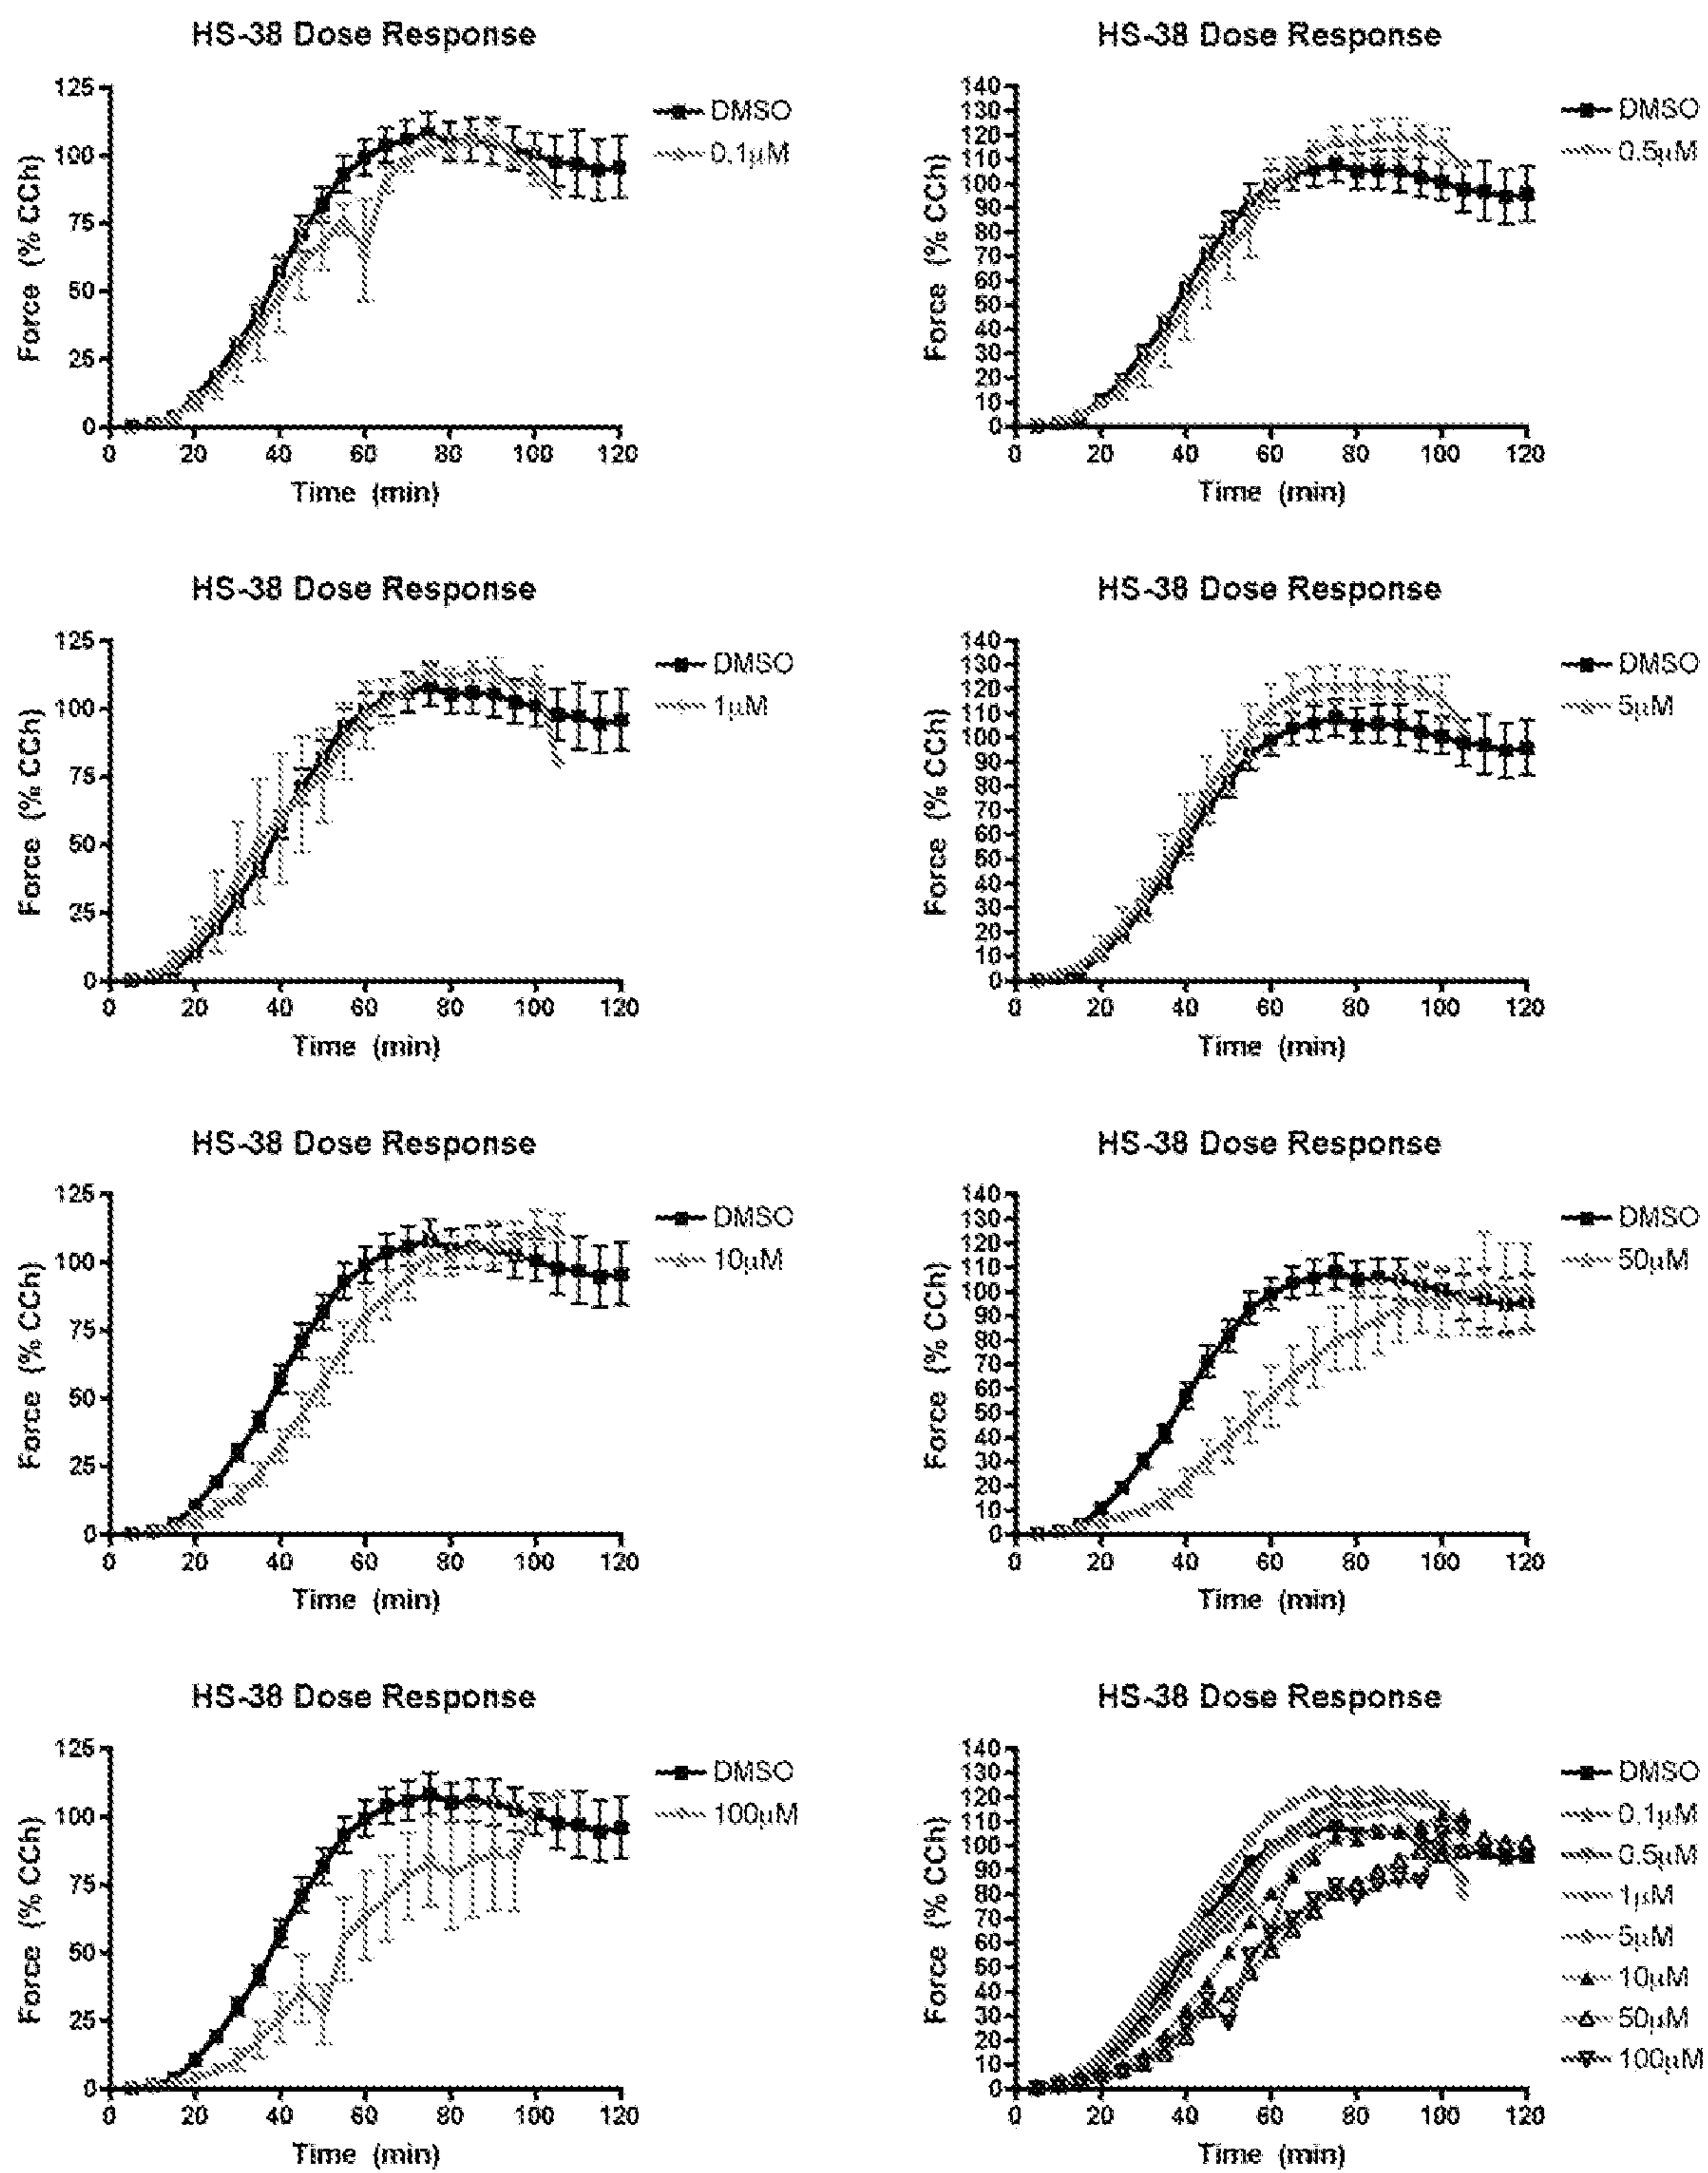 HS-38 Dose Response
125
100
75
50
25
0
Force (% CCh)
0 20 40 60 80 100 120
Time (min)
DMSO
0.1µM
HS-38 Dose Response
140
130
120
110
100
90
80
70
60
50
40
30
20
10
0
Force (% CCh)
0 20 40 60 80 100 120
Time (min)
DMSO
0.5µM
HS-38 Dose Response
125
100
75
50
25
0
Force (% CCh)
0 20 40 60 80 100 120
Time (min)
DMSO
1µM
HS-38 Dose Response
140
130
120
110
100
90
80
70
60
50
40
30
20
10
0
Force (% CCh)
0 20 40 60 80 100 120
Time (min)
DMSO
5µM
HS-38 Dose Response
125
100
75
50
25
0
Force (% CCh)
0 20 40 60 80 100 120
Time (min)
DMSO
10µM
HS-38 Dose Response
140
130
120
110
100
90
80
70
60
50
40
30
20
10
0
Force (% CCh)
0 20 40 60 80 100 120
Time (min)
DMSO
50µM
HS-38 Dose Response
125
100
75
50
25
0
Force (% CCh)
0 20 40 60 80 100 120
Time (min)
DMSO
100µM
HS-38 Dose Response
140
130
120
110
100
90
80
70
60
50
40
30
20
10
0
Force (% CCh)
0 20 40 60 80 100 120
Time (min)
DMSO
0.1µM
0.5µM
1µM
5µM
10µM
50µM
100µM